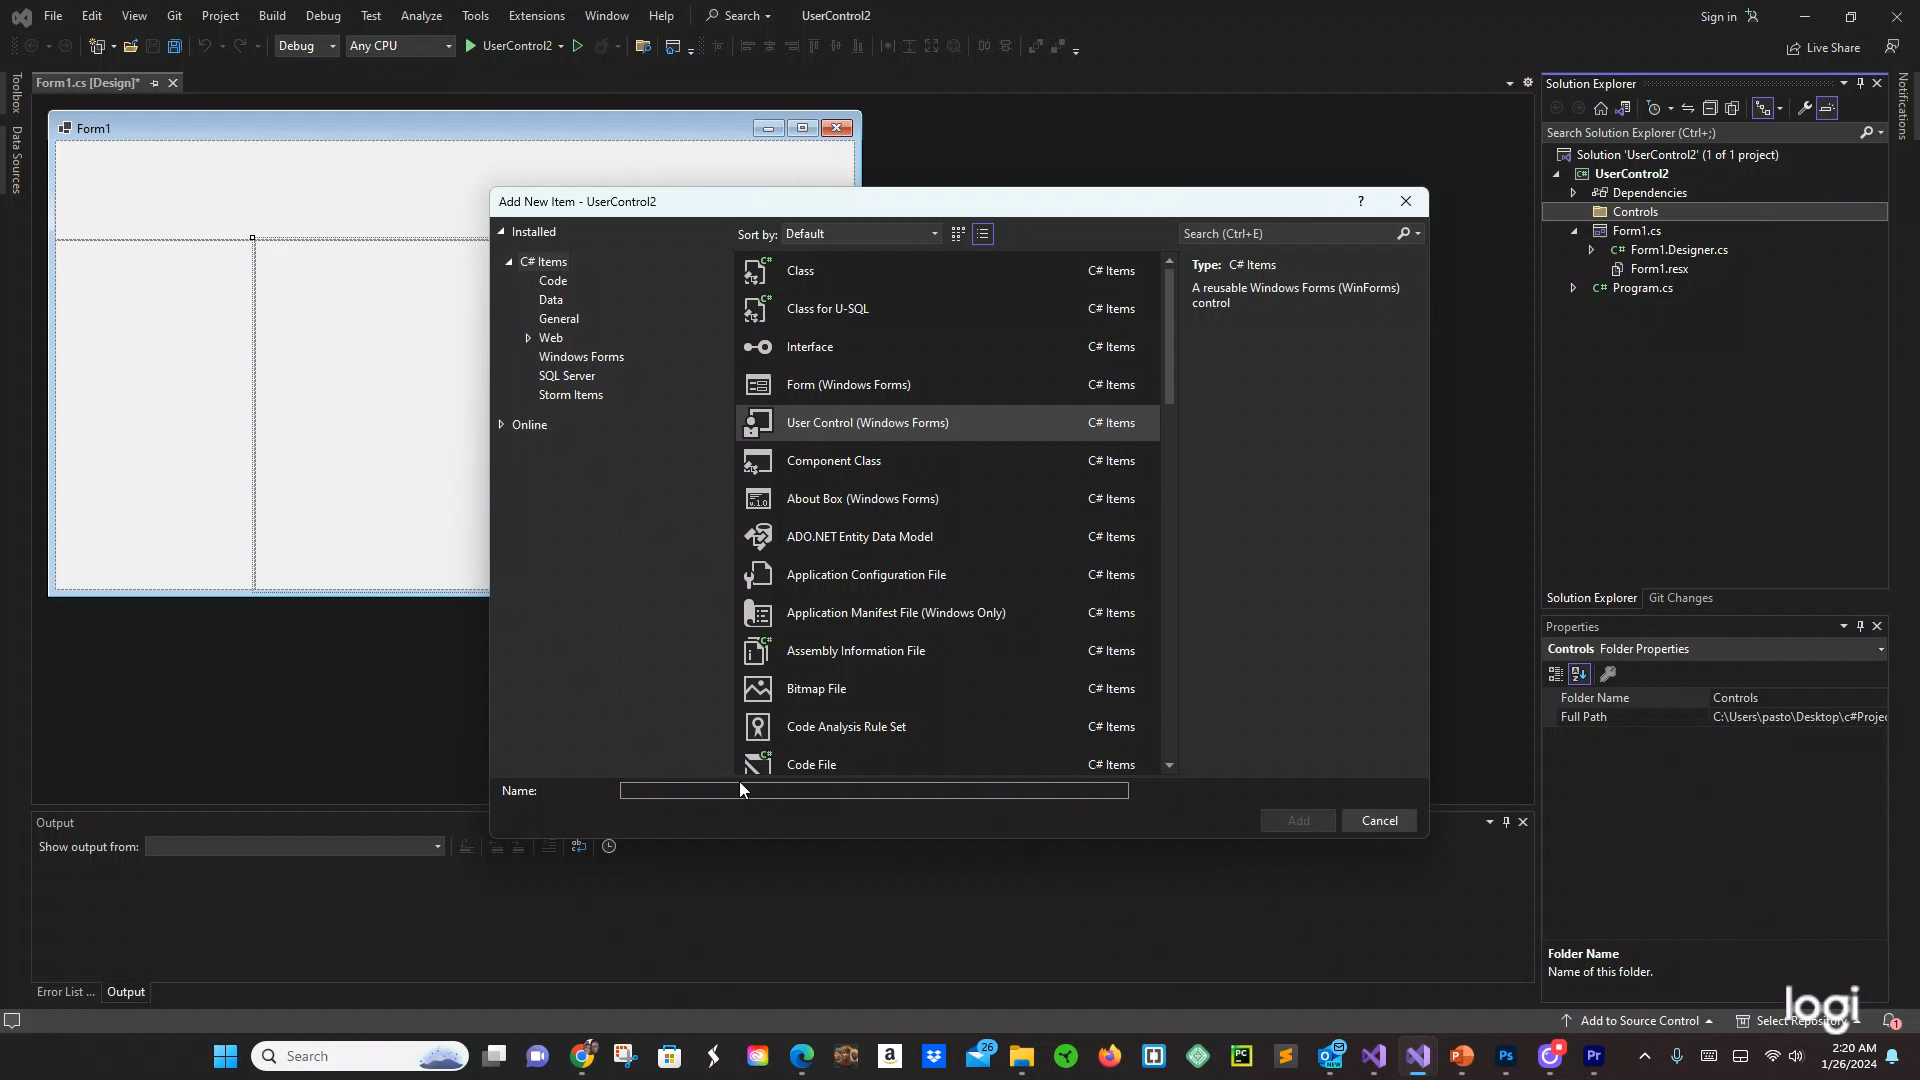 File Edit View Git Project Build Debug Test Analyze Tools Extensions Window Help Search UserControl2 Sign in
Debug Any CPU UserControl2 Live Share
Toolbox
Data Sources
Form1.cs [Design]*
Form1
Add New Item - UserControl2
Installed
C# Items
Code
Data
General
Web
Windows Forms
SQL Server
Storm Items
Online
Sort by: Default
Search (Ctrl+E)
Class C# Items
Class for U-SQL C# Items
Interface C# Items
Form (Windows Forms) C# Items
User Control (Windows Forms) C# Items
Component Class C# Items
About Box (Windows Forms) C# Items
ADO.NET Entity Data Model C# Items
Application Configuration File C# Items
Application Manifest File (Windows Only) C# Items
Assembly Information File C# Items
Bitmap File C# Items
Code Analysis Rule Set C# Items
Code File C# Items
Type: C# Items
A reusable Windows Forms (WinForms)
control
Name:
Add Cancel
Solution Explorer
Search Solution Explorer (Ctrl+;)
Solution 'UserControl2' (1 of 1 project)
UserControl2
Dependencies
Controls
Form1.cs
Form1.Designer.cs
Form1.resx
Program.cs
Solution Explorer Git Changes
Notifications
Properties
Controls Folder Properties
Folder Name Controls
Full Path C:\Users\pasto\Desktop\c#Projec
Folder Name
Name of this folder.
Output
Show output from:
Error List ... Output
logi
Add to Source Control Select Repository 1
Search
26
NEW
PC
Ps
Pr
2:20 AM
1/26/2024